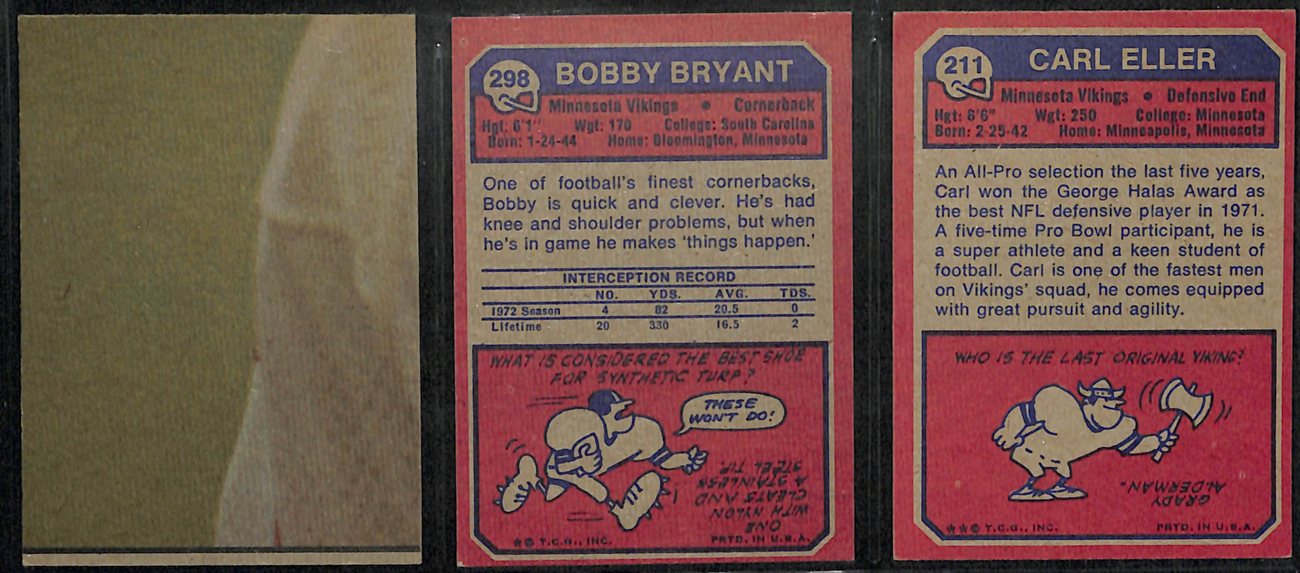 298
BOBBY BRYANT
Minnesota Vikings • Cornerback
Hgt: 6'1" Wgt: 170 College: South Carolina
Born: 1-24-44 Home: Bloomington, Minnesota
One of football's finest cornerbacks,
Bobby is quick and clever. He's had
knee and shoulder problems, but when
he's in game he makes 'things happen.'
INTERCEPTION RECORD
NO. YDS. AVG. TDS.
1972 Season 4 82 20.5 0
Lifetime 20 330 16.5 2
WHAT IS CONSIDERED THE BEST SHOE
FOR SYNTHETIC TURF?
THESE
WON'T DO!
ONE
WITH NYLON
CLEATS AND
A STAINLESS
STEEL TIP.
*© T.C.G., INC. PRTD. IN U.S.A.
211
CARL ELLER
Minnesota Vikings • Defensive End
Hgt: 6'6" Wgt: 250 College: Minnesota
Born: 2-25-42 Home: Minneapolis, Minnesota
An All-Pro selection the last five years,
Carl won the George Halas Award as
the best NFL defensive player in 1971.
A five-time Pro Bowl participant, he is
a super athlete and a keen student of
football. Carl is one of the fastest men
on Vikings' squad, he comes equipped
with great pursuit and agility.
WHO IS THE LAST ORIGINAL VIKING?
GRADY
ALDERMAN.
**© T.C.G., INC. PRTD. IN U.S.A.